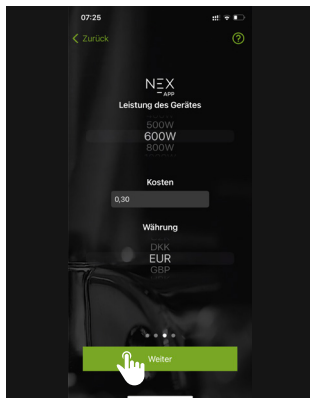 07:25
Zurück
NEX
APP
Leistung des Gerätes
500W
600W
800W
Kosten
0,30
Währung
DKK
EUR
GBP
Weiter